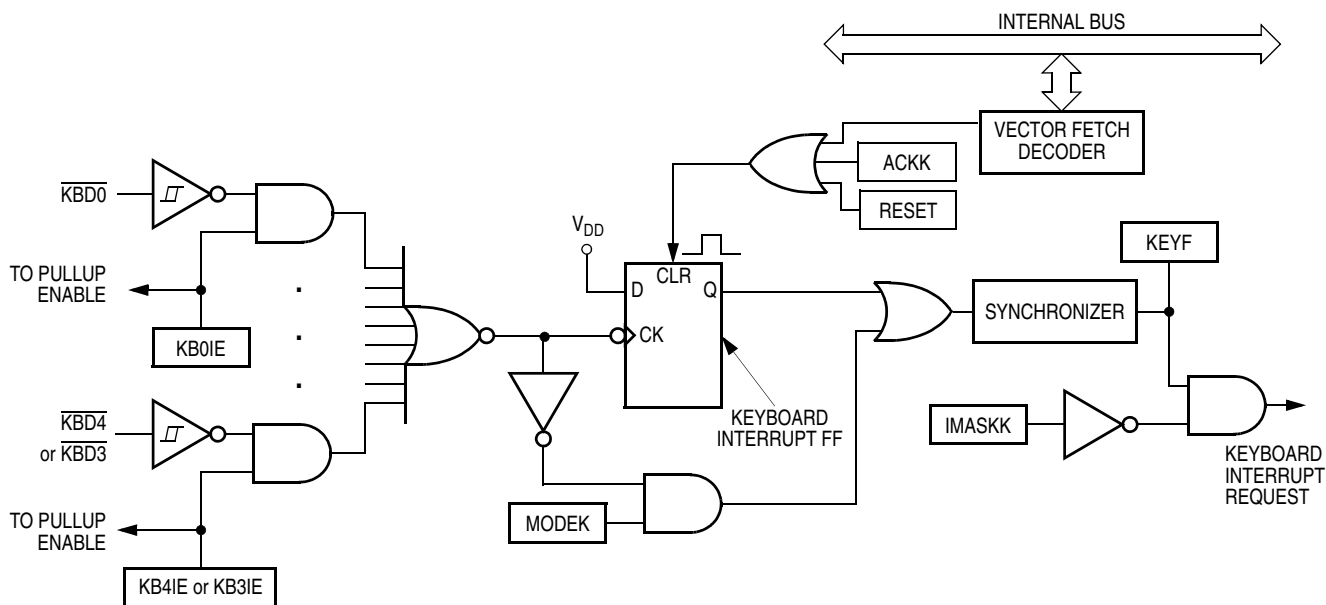 INTERNAL BUS
VECTOR FETCH
DECODER
ACKK
RESET
KBD0
VDD
KEYF
TO PULLUP
ENABLE
CLR
D
Q
CK
SYNCHRONIZER
KB0IE
KEYBOARD
INTERRUPT FF
KBD4
or KBD3
IMASKK
KEYBOARD
INTERRUPT
REQUEST
TO PULLUP
ENABLE
MODEK
KB4IE or KB3IE